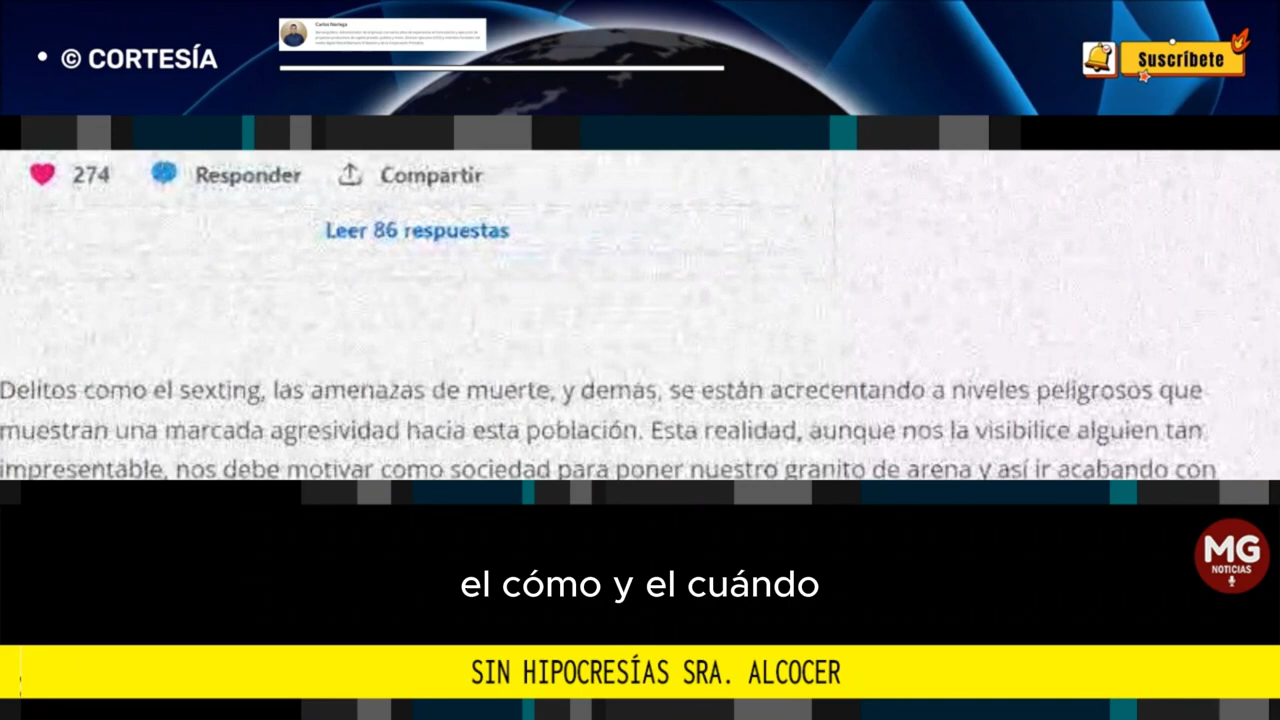 • © CORTESÍA
Carlos Noriega
Suscríbete
274 Responder Compartir
Leer 86 respuestas
Delitos como el sexting, las amenazas de muerte, y demás, se están acrecentando a niveles peligrosos que
muestran una marcada agresividad hacia esta población. Esta realidad, aunque nos la visibilice alguien tan
impresentable, nos debe motivar como sociedad para poner nuestro granito de arena y así ir acabando con
MG
NOTICIAS
el cómo y el cuándo
SIN HIPOCRESÍAS SRA. ALCOCER